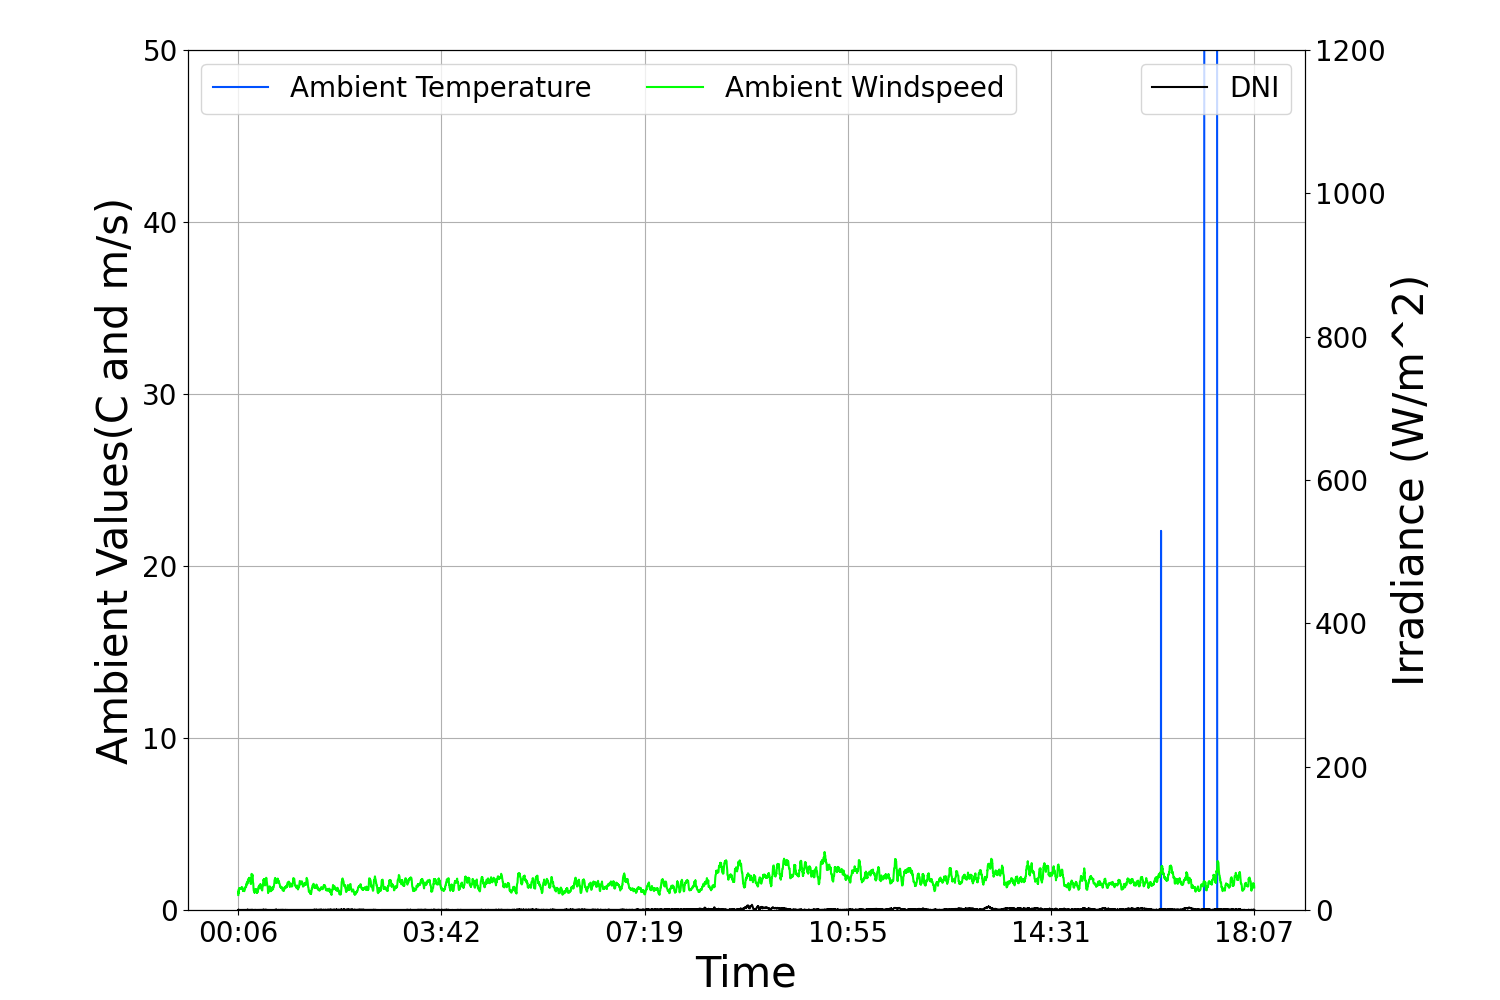 Ambient Temperature
Ambient Windspeed
DNI
Ambient Values(C and m/s)
50
40
30
20
10
0
1200
1000
800
600
400
200
0
Irradiance (W/m^2)
00:06 03:42 07:19 10:55 14:31 18:07
Time